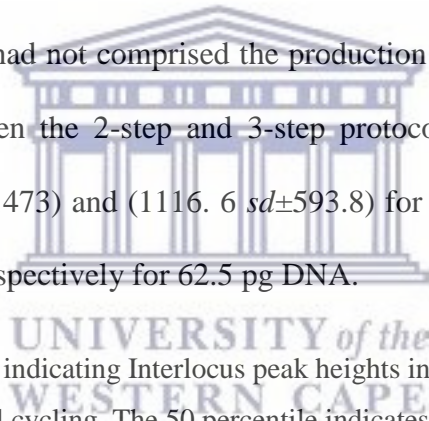 had not comprised the production
en the 2-step and 3-step protoco
473) and (1116. 6 sd±593.8) for
spectively for 62.5 pg DNA.
UNIVERSITY of the
indicating Interlocus peak heights in
WESTERN CAPE
l cycling. The 50 percentile indicates